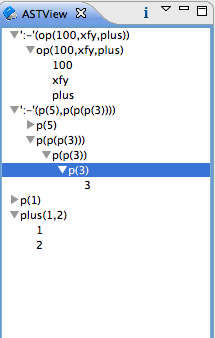 ASTView
':-'(op(100,xfy,plus))
op(100,xfy,plus)
100
xfy
plus
':-'(p(5),p(p(p(3))))
p(5)
p(p(p(3)))
p(p(3))
p(3)
3
p(1)
plus(1,2)
1
2